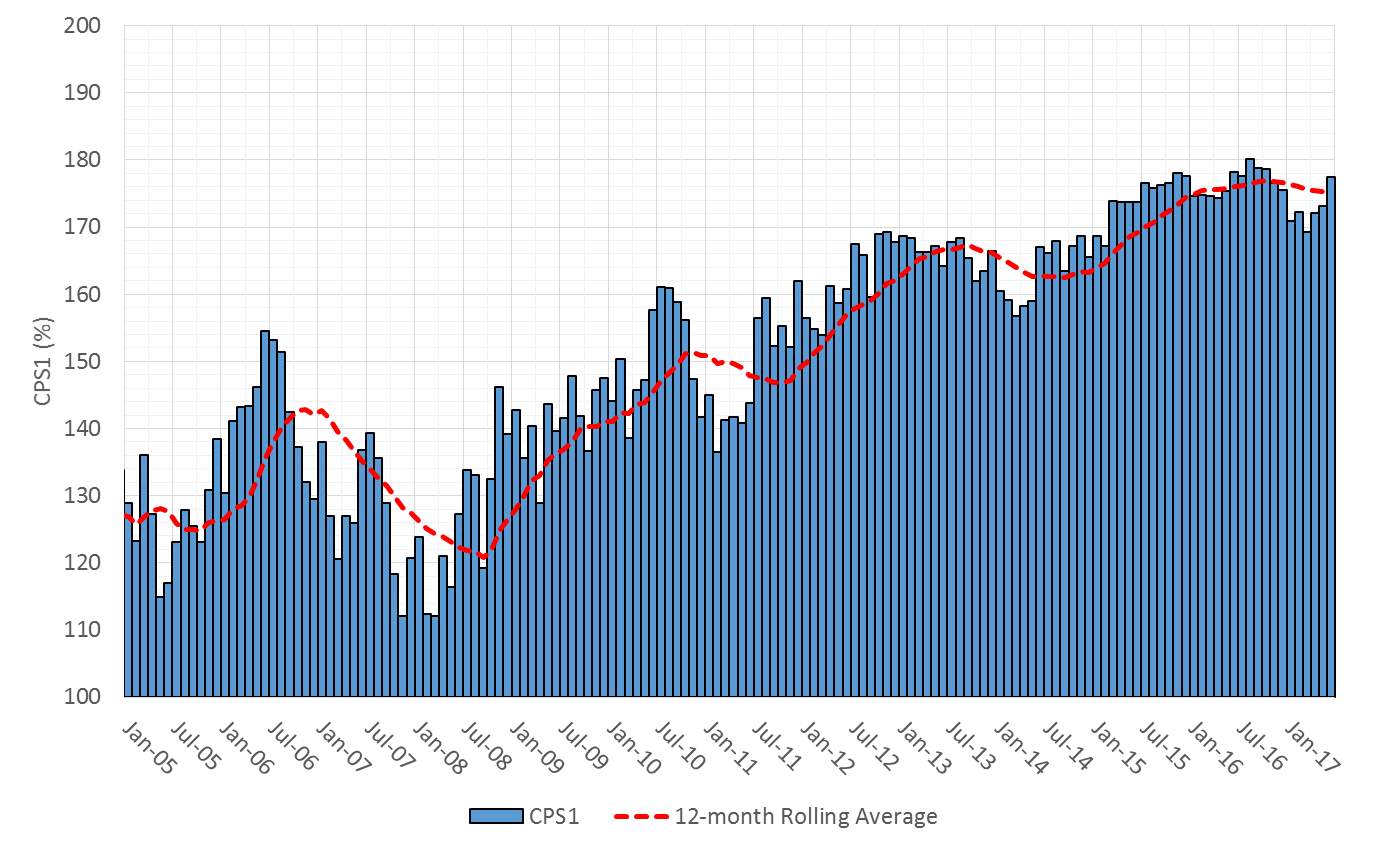 200
190
180
170
160
150
140
130
120
110
100
CPS1 (%)
Jan-05
Jul-05
Jan-06
Jul-06
Jan-07
Jul-07
Jan-08
Jul-08
Jan-09
Jul-09
Jan-10
Jul-10
Jan-11
Jul-11
Jan-12
Jul-12
Jan-13
Jul-13
Jan-14
Jul-14
Jan-15
Jul-15
Jan-16
Jul-16
Jan-17
CPS1 12-month Rolling Average